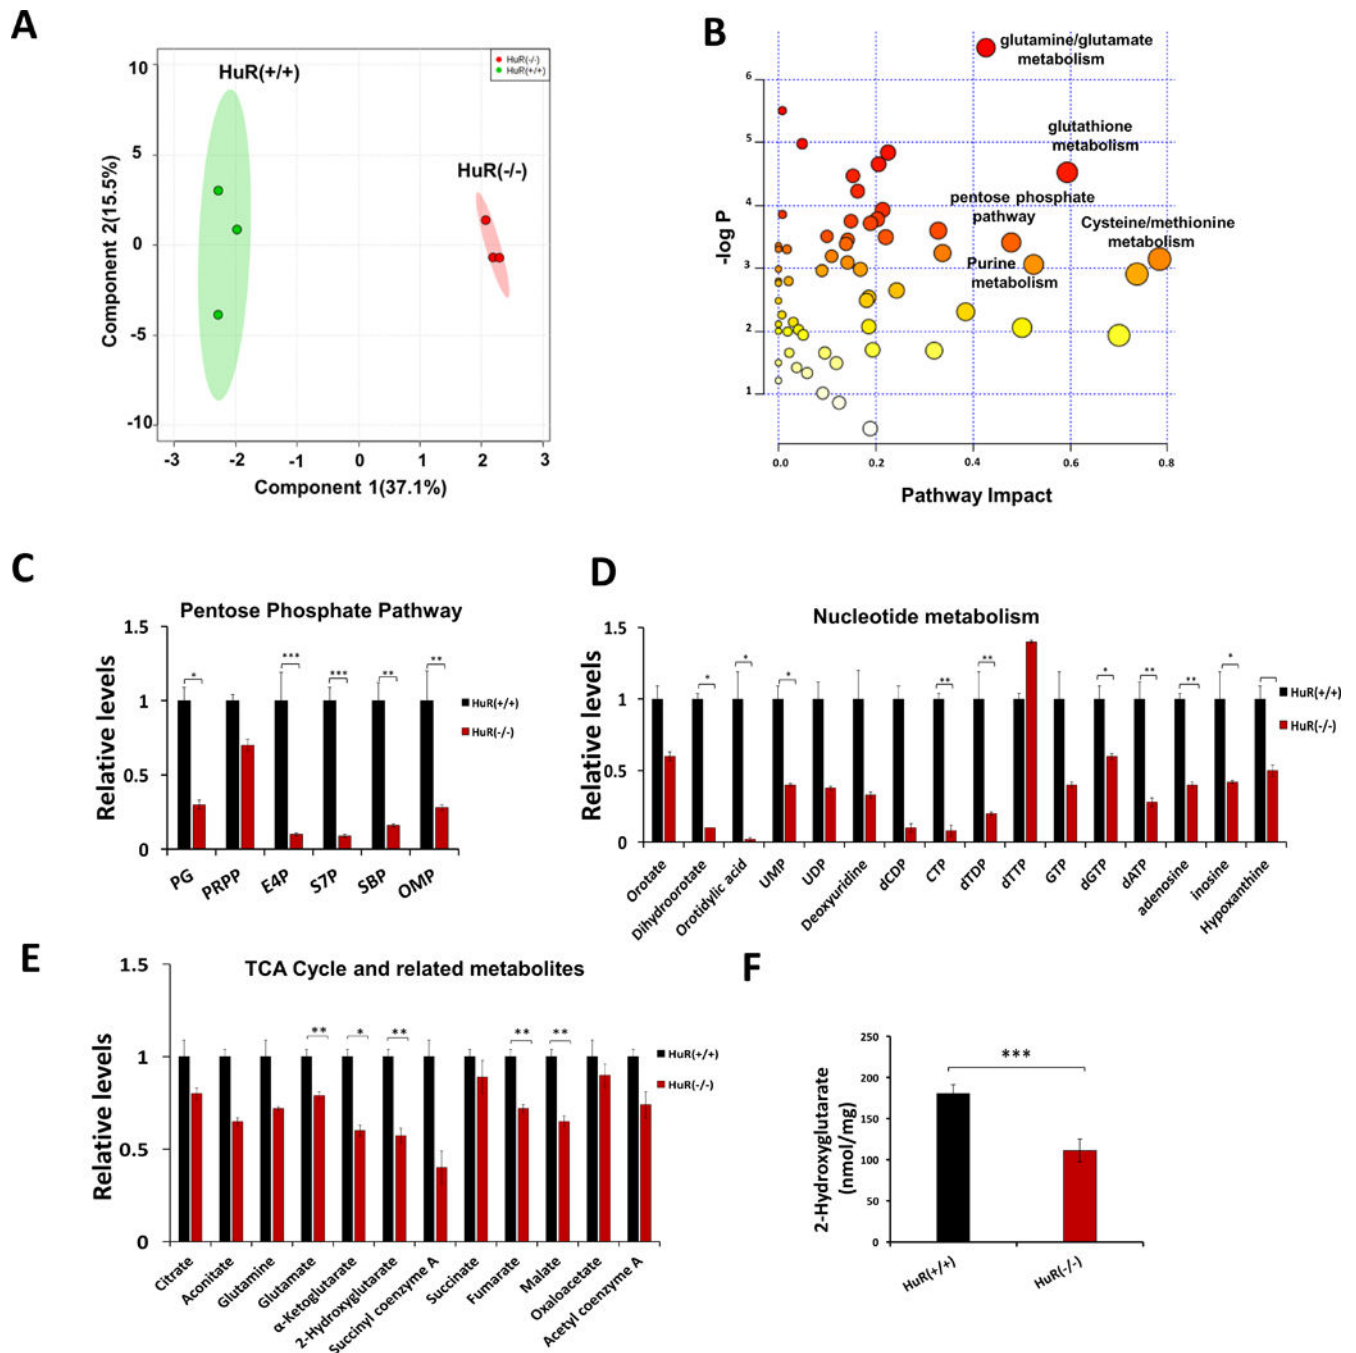 A
HuR(+/+)
HuR(-/-)
HuR(-/-)
HuR(+/+)
10
5
0
-5
-10
-3
-2
-1
0
1
2
3
Component 2(15.5%)
Component 1(37.1%)
B
glutamine/glutamate
metabolism
glutathione
metabolism
pentose phosphate
pathway
Cysteine/methionine
metabolism
Purine
metabolism
6
5
4
3
2
1
-log P
0.0
0.2
0.4
0.6
0.8
Pathway Impact
C
Pentose Phosphate Pathway
Relative levels
1.5
1
0.5
0
*
***
***
**
**
HuR(+/+)
HuR(-/-)
PG
PRPP
E4P
S7P
SBP
OMP
D
Nucleotide metabolism
Relative levels
1.5
1
0.5
0
*
*
*
**
**
*
**
**
*
HuR(+/+)
HuR(-/-)
Orotate
Dihydroorotate
Orotidylic acid
UMP
UDP
Deoxyuridine
dCDP
CTP
dTDP
dTTP
GTP
dGTP
dATP
adenosine
inosine
Hypoxanthine
E
TCA Cycle and related metabolites
Relative levels
1.5
1
0.5
0
**
*
**
**
**
HuR(+/+)
HuR(-/-)
Citrate
Aconitate
Glutamine
Glutamate
α-Ketoglutarate
2-Hydroxyglutarate
Succinyl coenzyme A
Succinate
Fumarate
Malate
Oxaloacetate
Acetyl coenzyme A
F
2-Hydroxyglutarate
(nmol/mg)
250
200
150
100
50
0
***
HuR(+/+)
HuR(-/-)